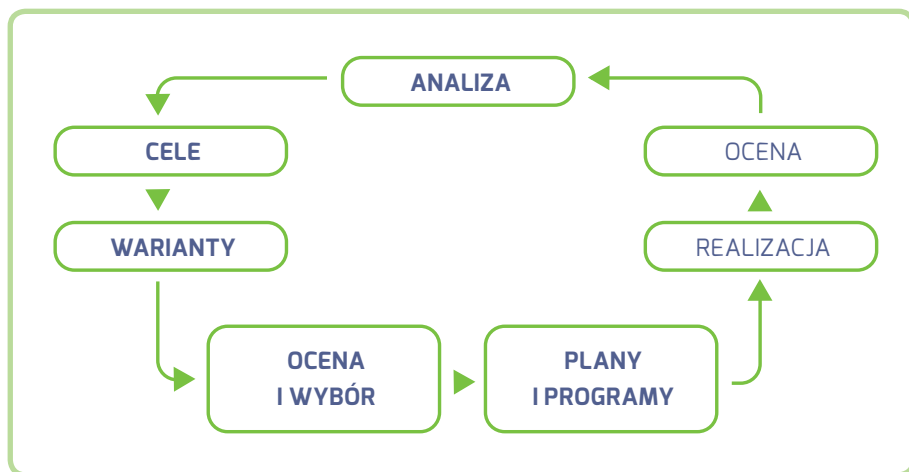 ANALIZA
CELE
OCENA
WARIANTY
REALIZACJA
OCENA
I WYBÓR
PLANY
I PROGRAMY